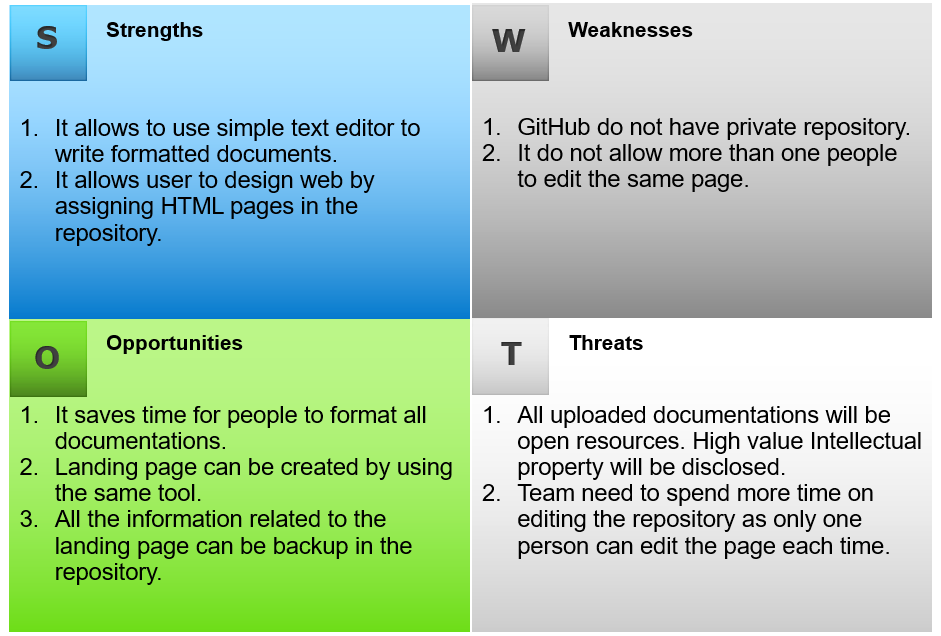 S
Strengths
1. It allows to use simple text editor to
write formatted documents.
2. It allows user to design web by
assigning HTML pages in the
repository.
W
Weaknesses
1. GitHub do not have private repository.
2. It do not allow more than one people
to edit the same page.
O
Opportunities
1. It saves time for people to format all
documentations.
2. Landing page can be created by using
the same tool.
3. All the information related to the
landing page can be backup in the
repository.
T
Threats
1. All uploaded documentations will be
open resources. High value Intellectual
property will be disclosed.
2. Team need to spend more time on
editing the repository as only one
person can edit the page each time.